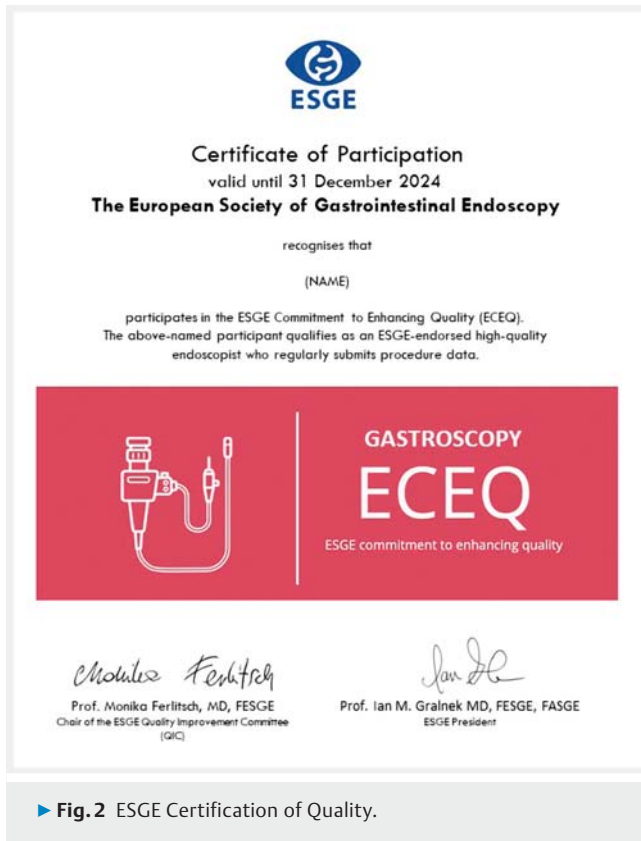 ESGE
Certificate of Participation
valid until 31 December 2024
The European Society of Gastrointestinal Endoscopy
recognises that
(NAME)
participates in the ESGE Commitment to Enhancing Quality (ECEQ).
The above-named participant qualifies as an ESGE-endorsed high-quality
endoscopist who regularly submits procedure data.
GASTROSCOPY
ECEQ
ESGE commitment to enhancing quality
Prof. Monika Ferlitsch, MD, FESGE
Chair of the ESGE Quality Improvement Committee
(QIC)
Prof. Ian M. Gralnek MD, FESGE, FASGE
ESGE President
▶ Fig. 2 ESGE Certification of Quality.